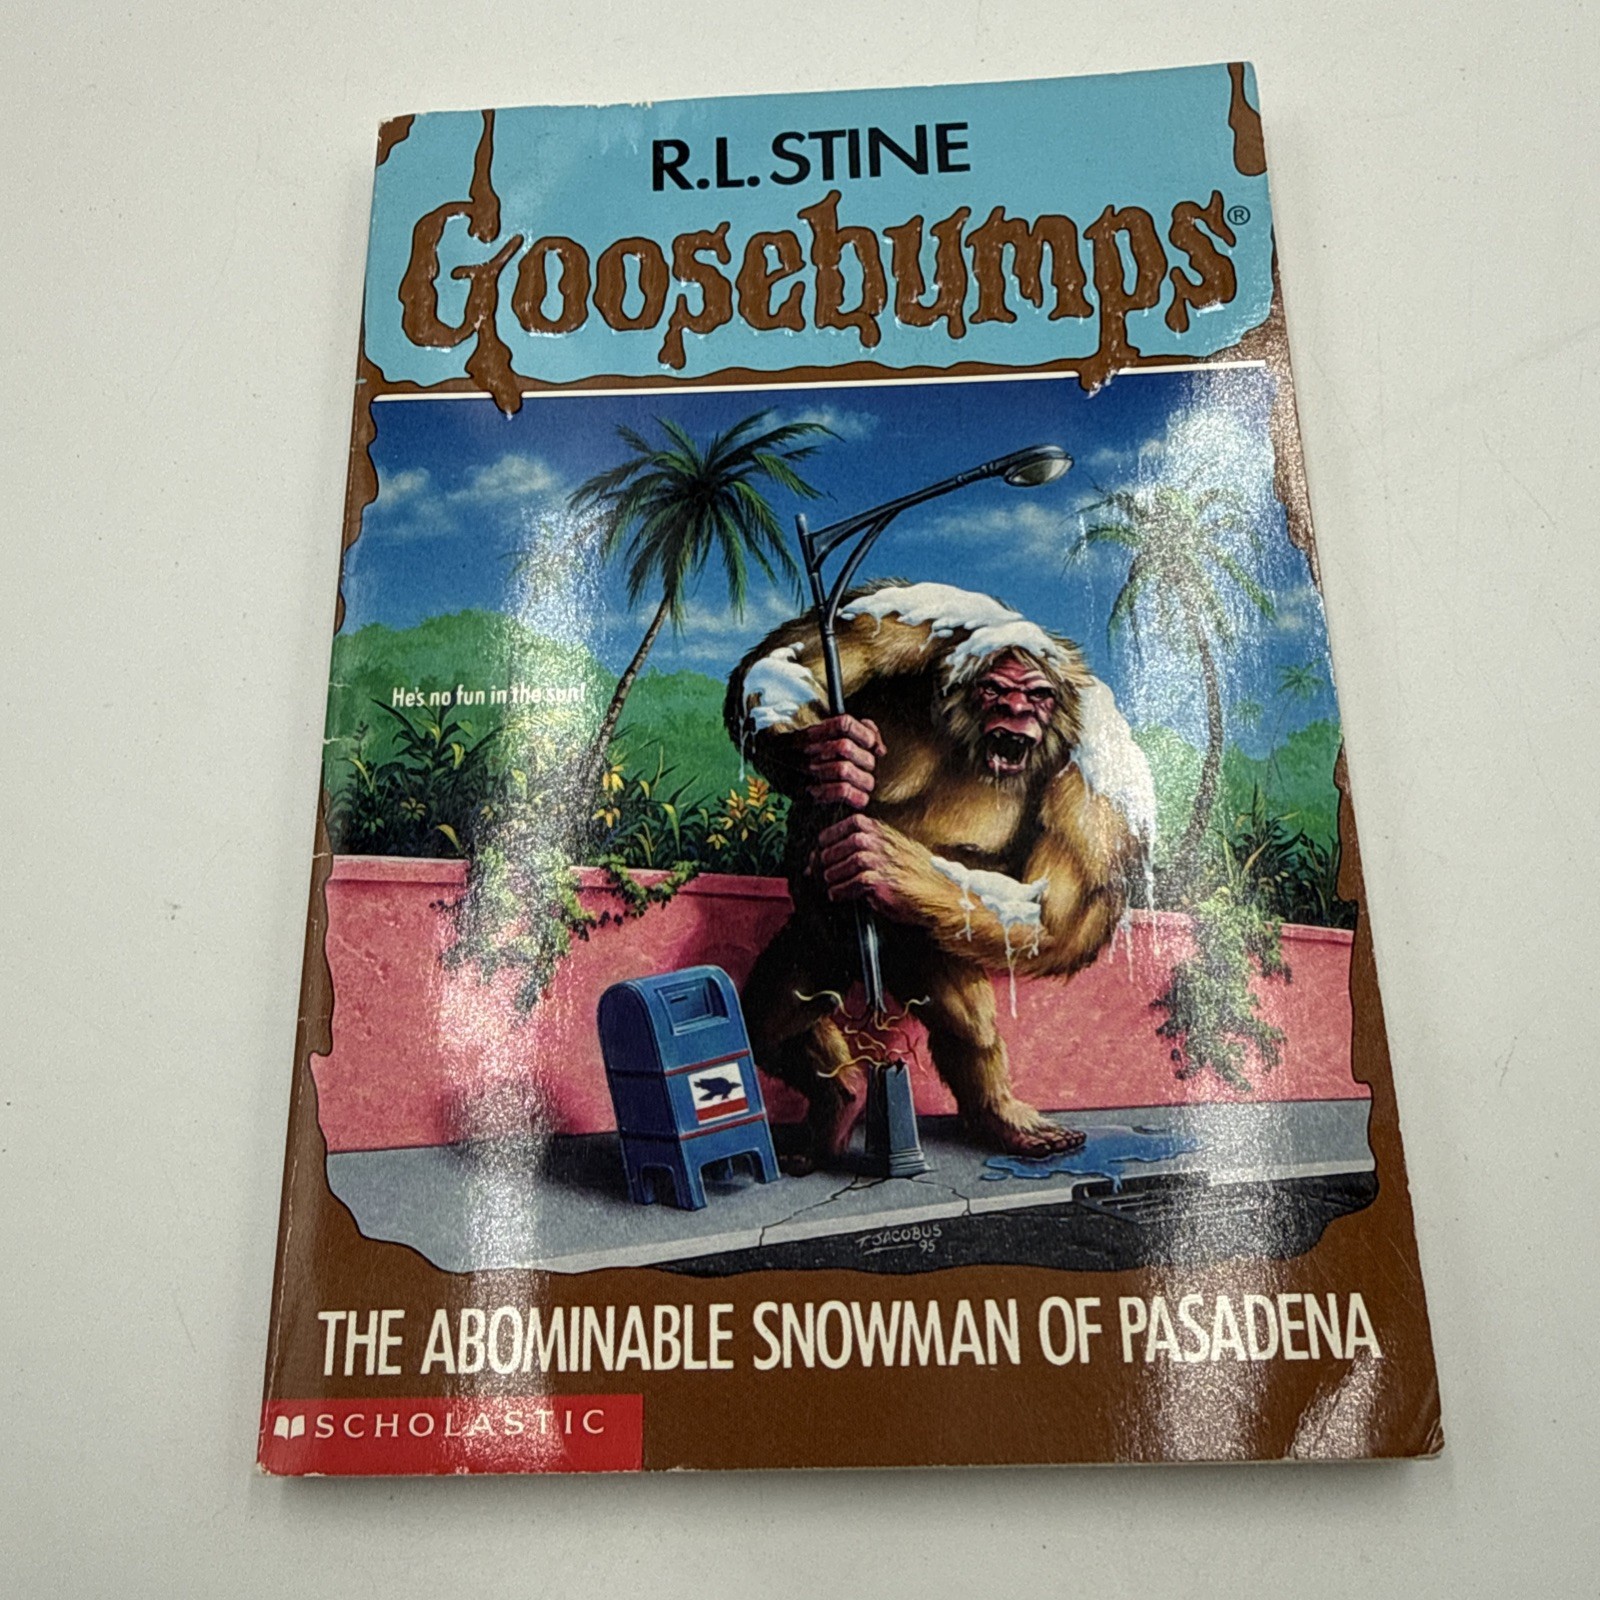 R.L. STINE
Goosebumps®
He's no fun in the sun!
T. JACOBUS
95
THE ABOMINABLE SNOWMAN OF PASADENA
SCHOLASTIC